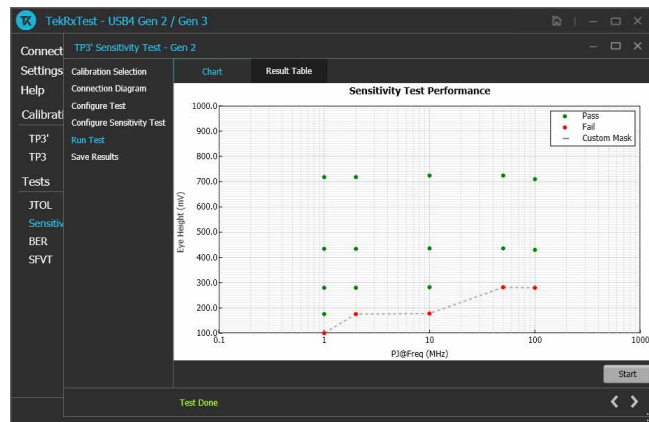 TekRxTest - USB4 Gen 2 / Gen 3
Connect
Settings
Help
Calibrati
TP3'
TP3
Tests
JTOL
Sensitiv
BER
SFVT
TP3' Sensitivity Test - Gen 2
Calibration Selection
Connection Diagram
Configure Test
Configure Sensitivity Test
Run Test
Save Results
Chart
Result Table
Sensitivity Test Performance
Pass
Fail
Custom Mask
Eye Height (mV)
1000.0
900.0
800.0
700.0
600.0
500.0
400.0
300.0
200.0
100.0
0.1
1
10
100
1000
PJ@Freq (MHz)
Start
Test Done